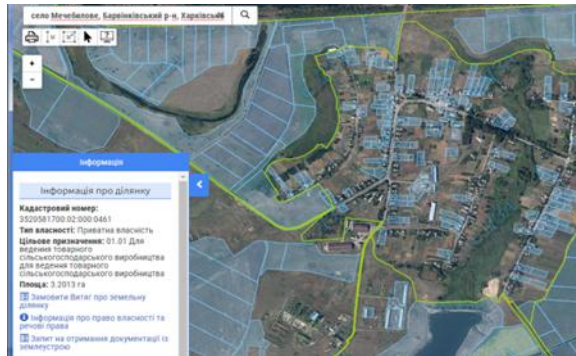 село Мечебилове, Барвінківський р-н, Харківська
Інформація
Інформація про ділянку
Кадастровий номер:
3520581700:02:000:0461
Тип власності: Приватна власність
Цільове призначення: 01.01 Для
ведення товарного
сільськогосподарського виробництва
для ведення товарного
сільськогосподарського виробництва
Площа: 3.2013 га
Замовити Витяг про земельну
ділянку
Інформація про право власності та
речові права
Запит на отримання документації із
землеустрою